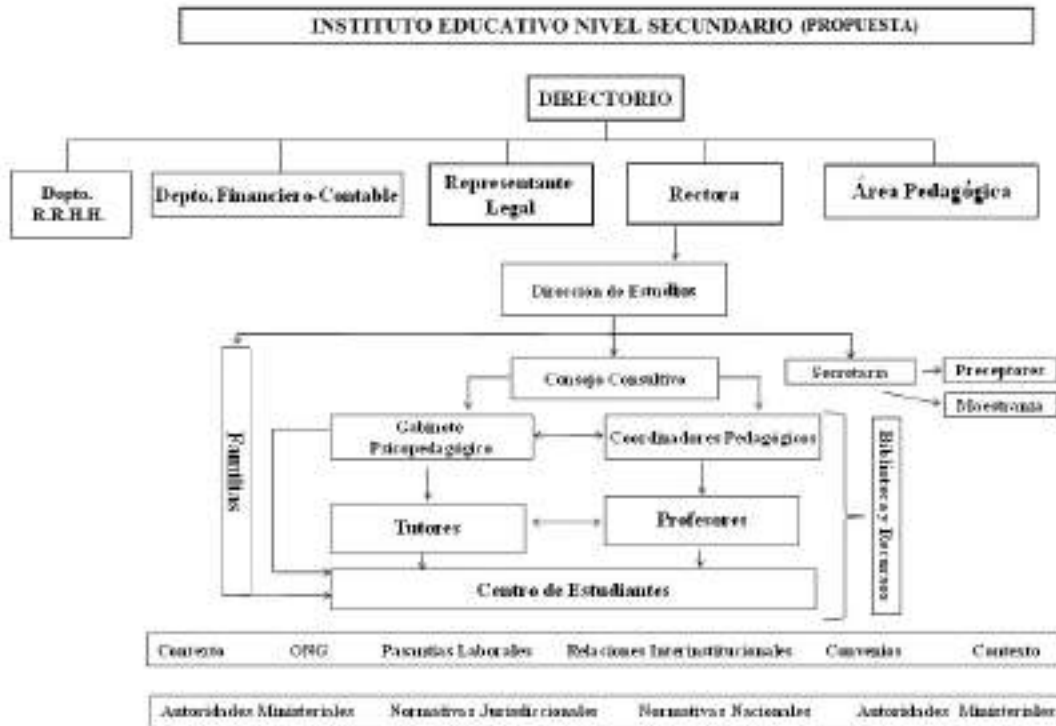 INSTITUTO EDUCATIVO NIVEL SECUNDARIO (PROPUESTA)
DIRECTORIO
Depto.
R.R.H.H.
Depto. Financiero-Contable
Representante
Legal
Rectora
Área Pedagógica
Dirección de Estudios
Familias
Consejo Consultivo
Secretaría
Preceptores
Maestranza
Gabinete
Psicopedagógico
Coordinadores Pedagógicos
Tutores
Profesores
Biblioteca y Recursos
Centro de Estudiantes
Contexto ONG Pasantías Laborales Relaciones Interinstitucionales Convenios Contexto
Autoridades Ministeriales Normativas Jurisdiccionales Normativas Nacionales Autoridades Ministeriales